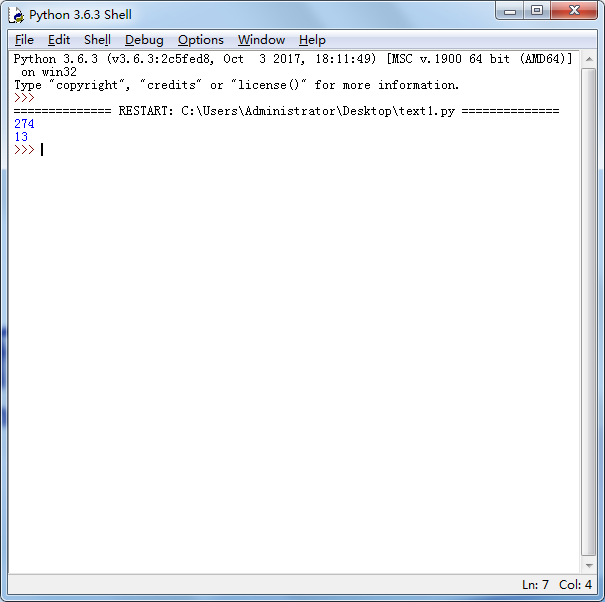 Python 3.6.3 Shell
File Edit Shell Debug Options Window Help
Python 3.6.3 (v3.6.3:2c5fed8, Oct  3 2017, 18:11:49) [MSC v.1900 64 bit (AMD64)]
 on win32
Type "copyright", "credits" or "license()" for more information.
>>>
============== RESTART: C:\Users\Administrator\Desktop\text1.py ==============
274
13
>>>
Ln: 7 Col: 4